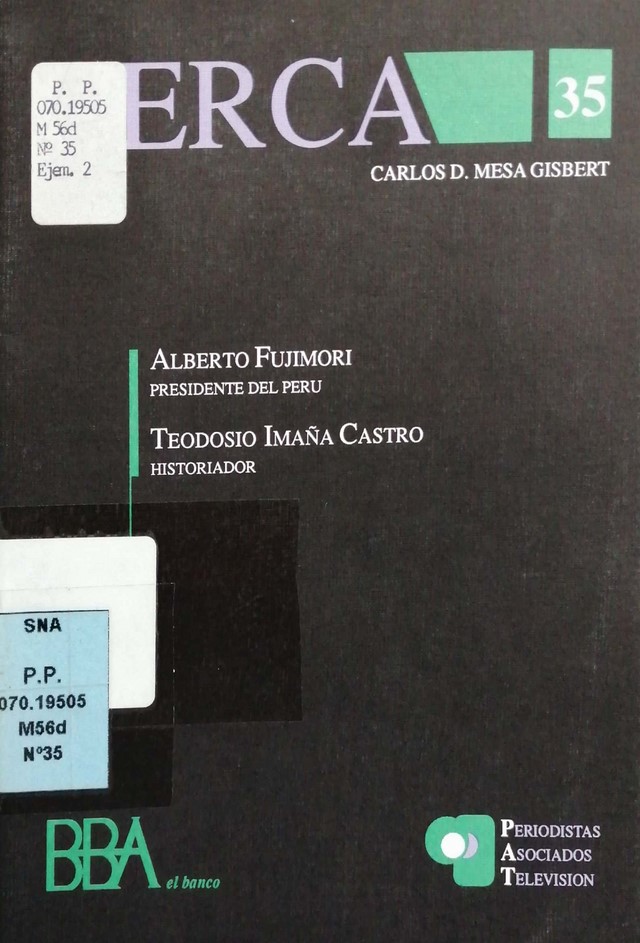 P. P.
070.19505
M 56d
Nº 35
Ejem. 2
ERCA
35
CARLOS D. MESA GISBERT
ALBERTO FUJIMORI
PRESIDENTE DEL PERU
TEODOSIO IMAÑA CASTRO
HISTORIADOR
SNA
P.P.
070.19505
M56d
Nº35
BBA el banco
PERIODISTAS
ASOCIADOS
TELEVISION